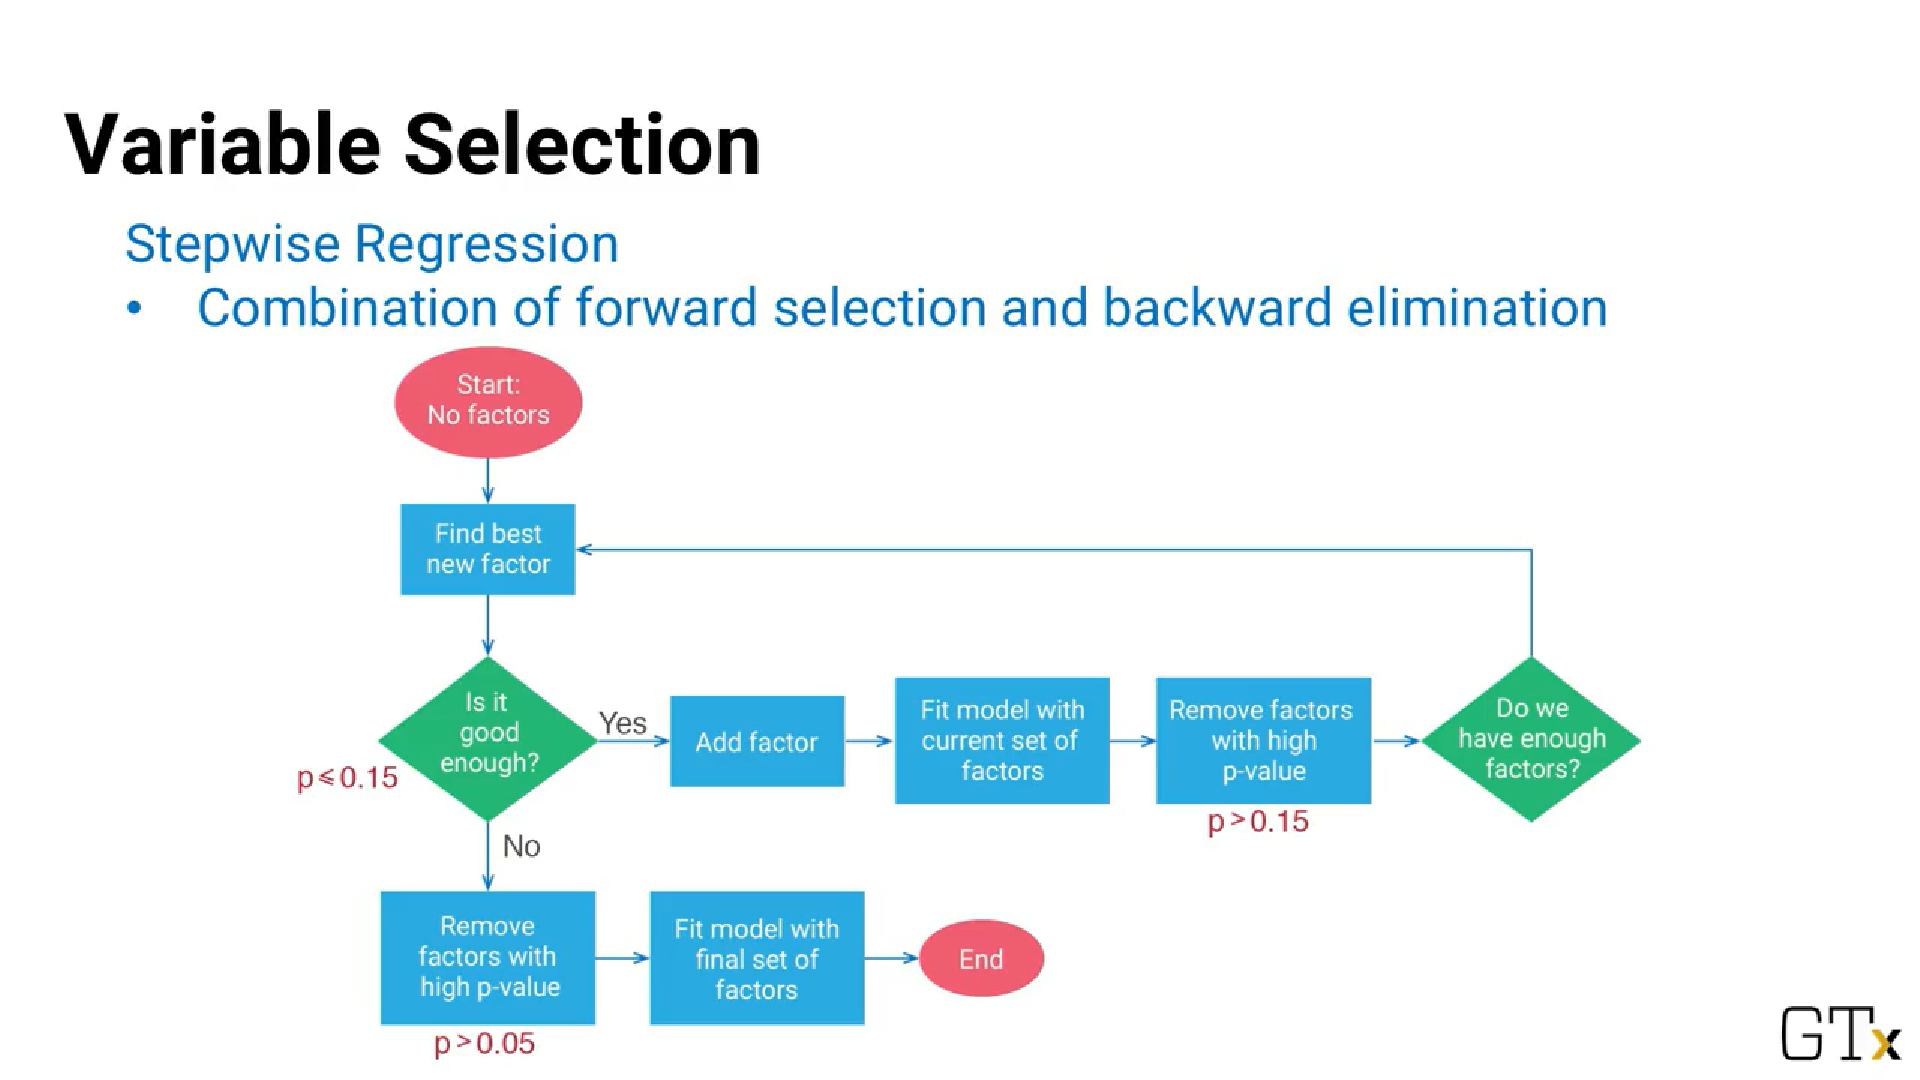 Variable Selection
Stepwise Regression
• Combination of forward selection and backward elimination
Start:
No factors
Find best
new factor
Is it
good
enough?
p≤0.15
Yes
Add factor
Fit model with
current set of
factors
Remove factors
with high
p-value
p>0.15
Do we
have enough
factors?
No
Remove
factors with
high p-value
p>0.05
Fit model with
final set of
factors
End
GTx